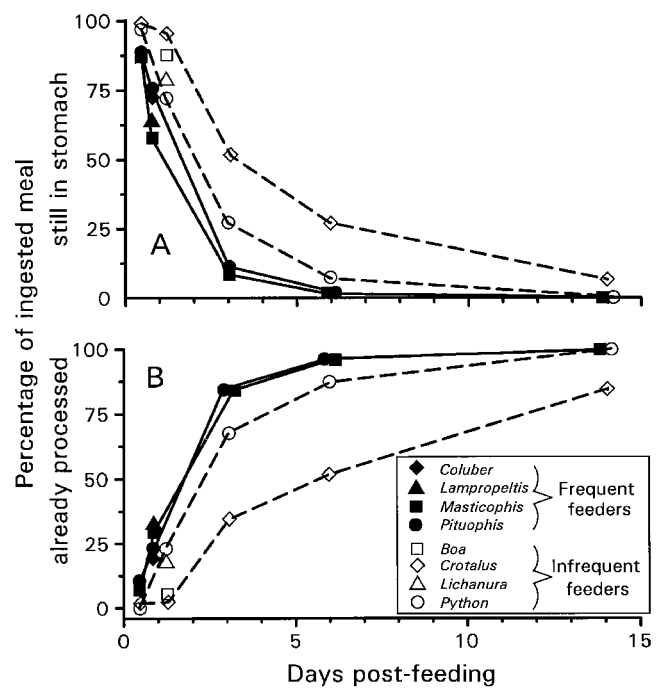 Percentage of ingested meal
still in stomach
already processed
100
75
50
25
0
A
100
75
50
25
0
B
Coluber
Lampropeltis
Masticophis
Pituophis
Frequent
feeders
Boa
Crotalus
Lichanura
Python
Infrequent
feeders
0
5
10
15
Days post-feeding